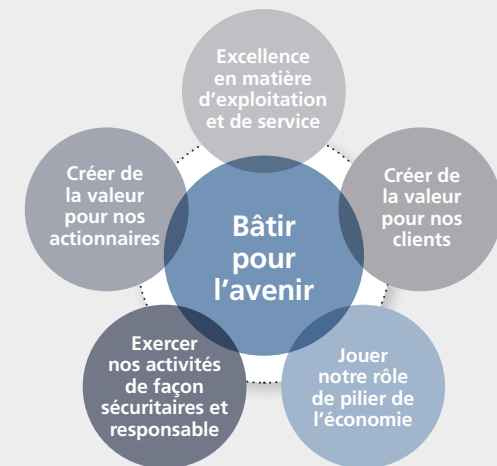 Excellence
en matière
d'exploitation
et de service
Créer de
la valeur
pour nos
actionnaires
Créer de
la valeur
pour nos
clients
Bâtir
pour
l'avenir
Exercer
nos activités
de façon
sécuritaires et
responsable
Jouer
notre rôle
de pilier de
l'économie